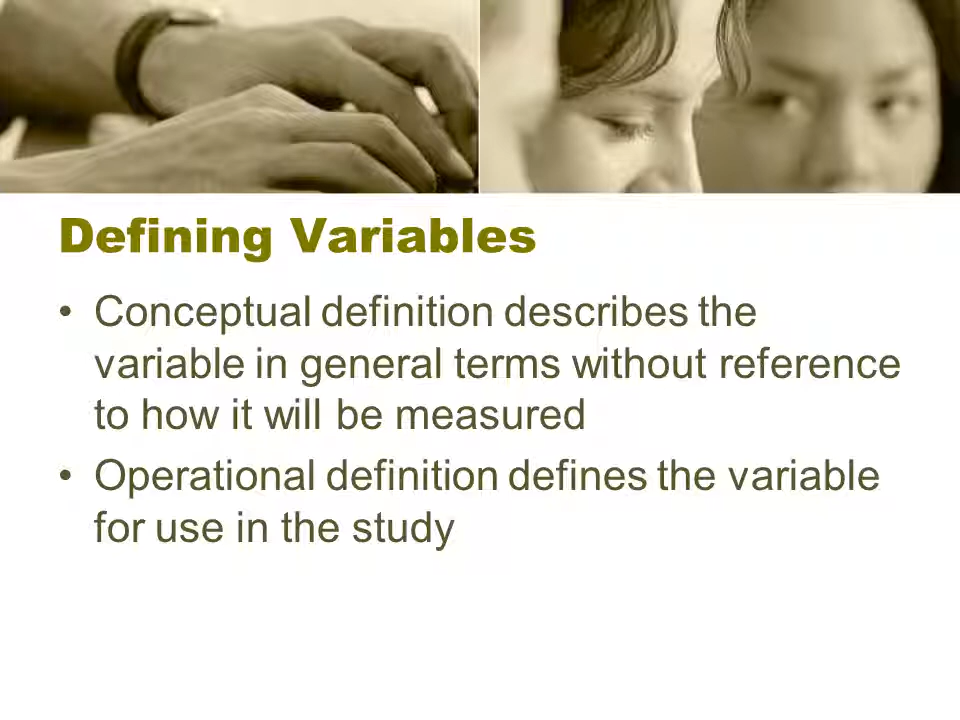 Defining Variables
• Conceptual definition describes the
variable in general terms without reference
to how it will be measured
• Operational definition defines the variable
for use in the study